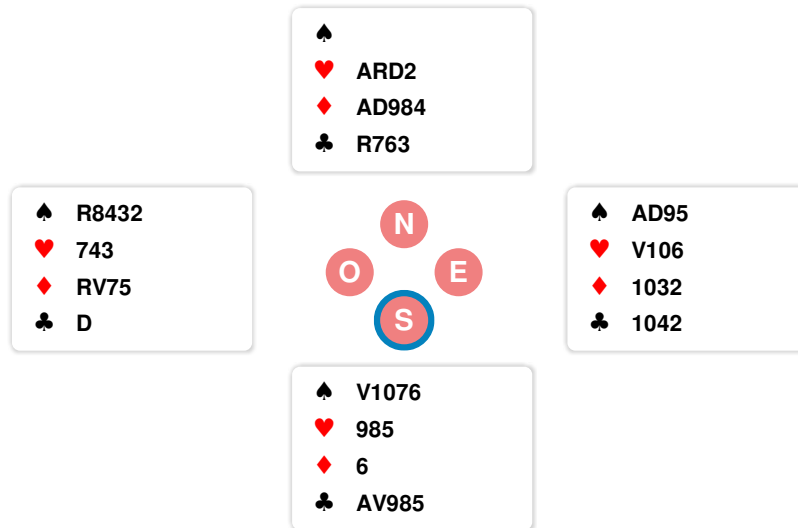 ♠
♥ ARD2
♦ AD984
♣ R763
♠ R8432
♥ 743
♦ RV75
♣ D
N
O E
S
♠ AD95
♥ V106
♦ 1032
♣ 1042
♠ V1076
♥ 985
♦ 6
♣ AV985